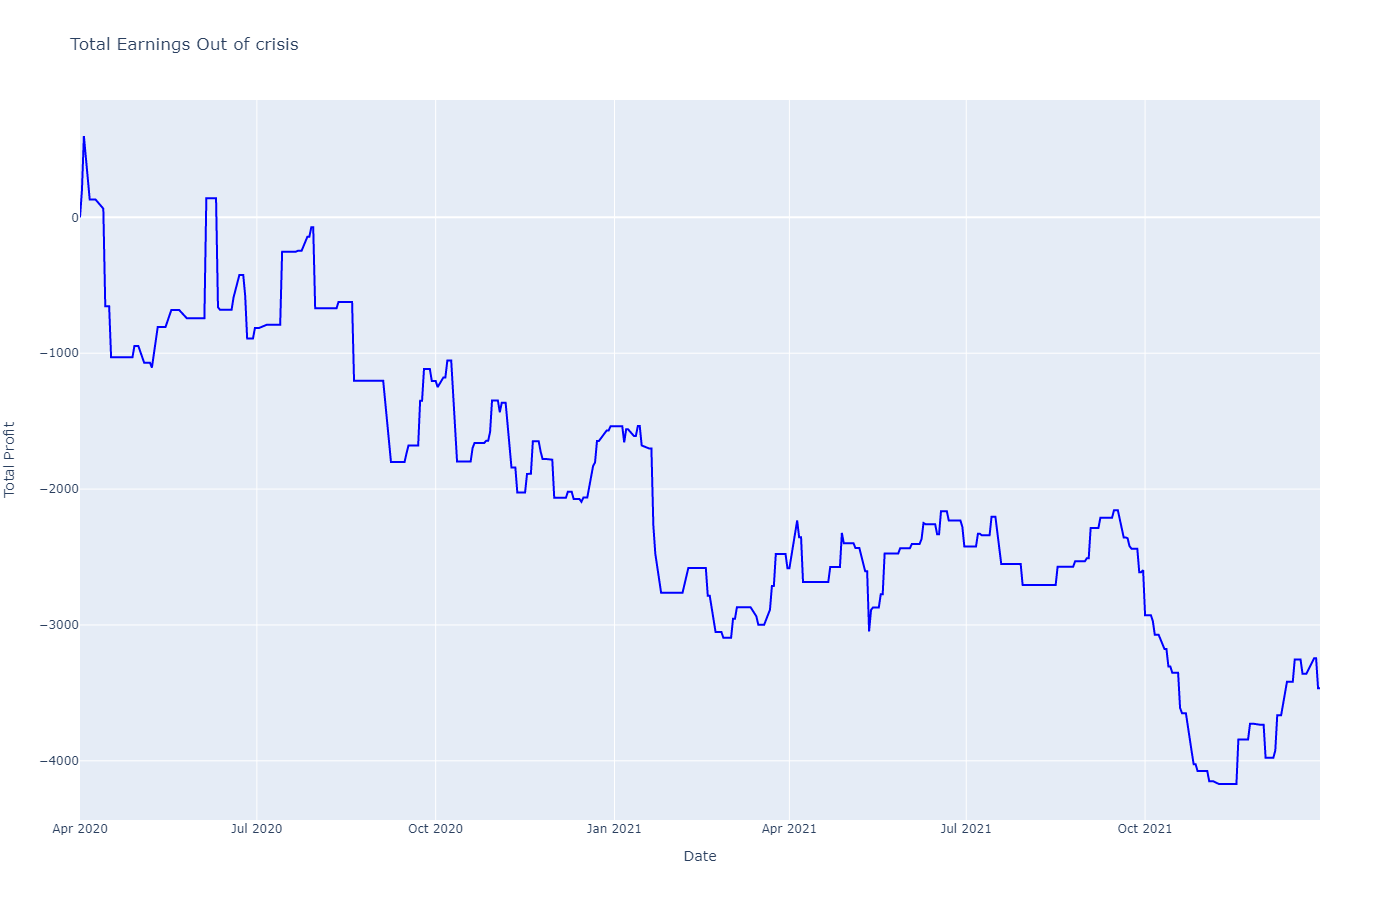 Total Earnings Out of crisis
Total Profit
0
−1000
−2000
−3000
−4000
Apr 2020
Jul 2020
Oct 2020
Jan 2021
Apr 2021
Jul 2021
Oct 2021
Date